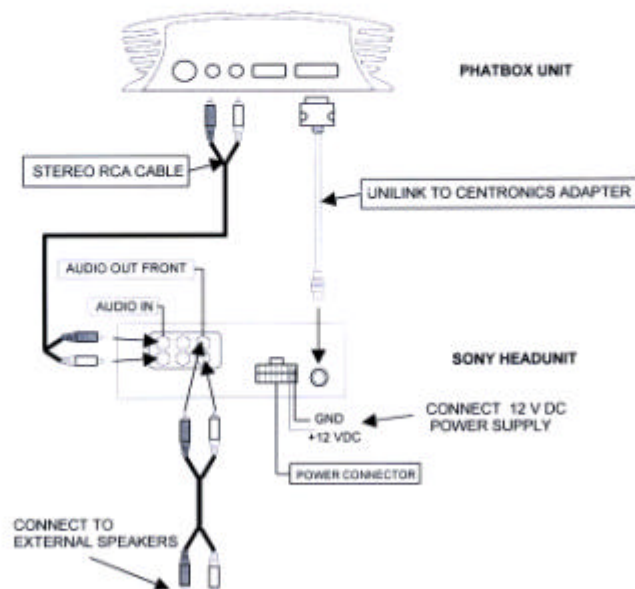 PHATBOX UNIT
STEREO RCA CABLE
UNILINK TO CENTRONICS ADAPTER
AUDIO OUT FRONT
AUDIO IN
SONY HEADUNIT
GND
+12 VDC
CONNECT 12 V DC
POWER SUPPLY
POWER CONNECTOR
CONNECT TO
EXTERNAL SPEAKERS